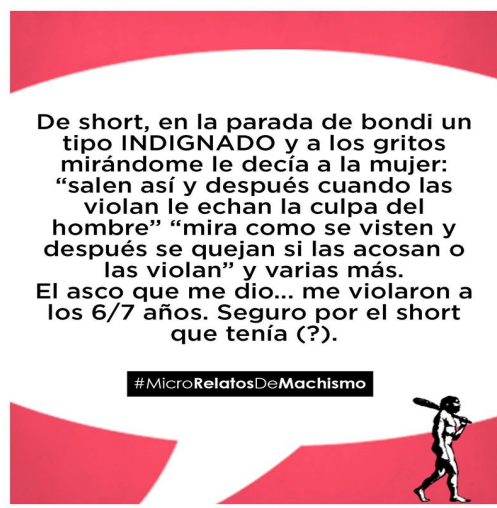 De short, en la parada de bondi un
tipo INDIGNADO y a los gritos
mirándome le decía a la mujer:
“salen así y después cuando las
violan le echan la culpa del
hombre” “mira como se visten y
después se quejan si las acosan o
las violan” y varias más.
El asco que me dio... me violaron a
los 6/7 años. Seguro por el short
que tenía (?).
#MicroRelatosDeMachismo